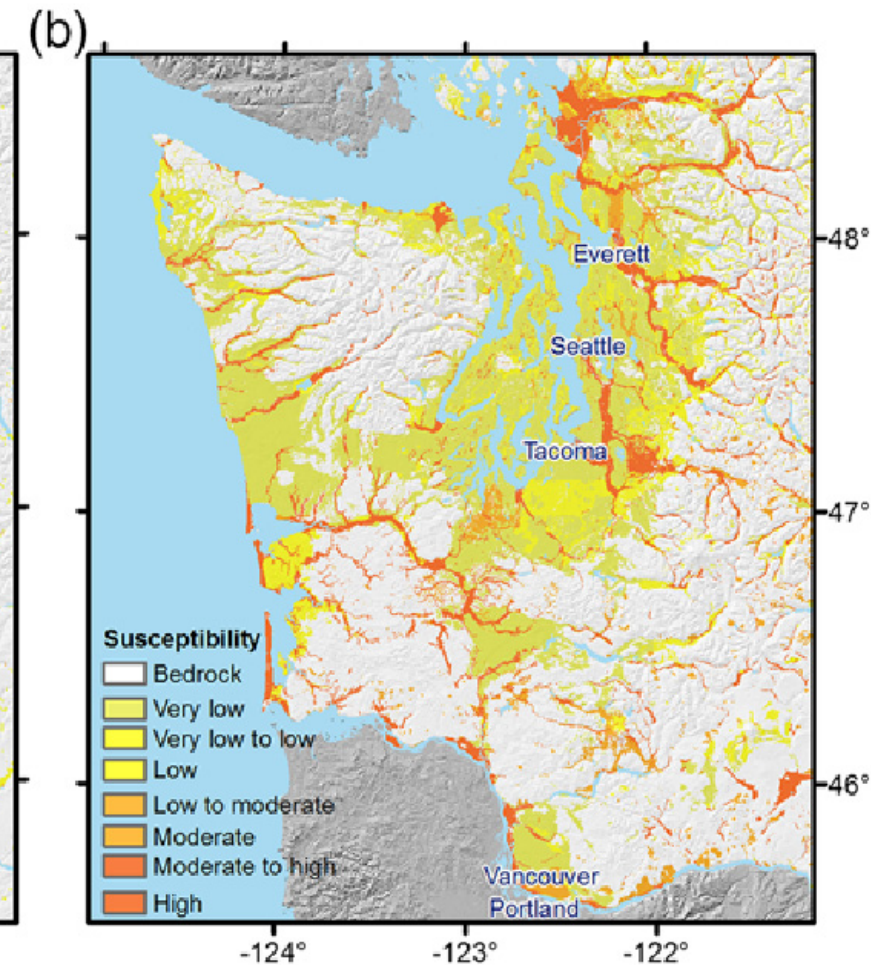 (b)
Everett
48°
Seattle
Tacoma
47°
Susceptibility
Bedrock
Very low
Very low to low
Low
Low to moderate
46°
Moderate
Moderate to high
Vancouver
High
Portland
-124°
-123°
-122°